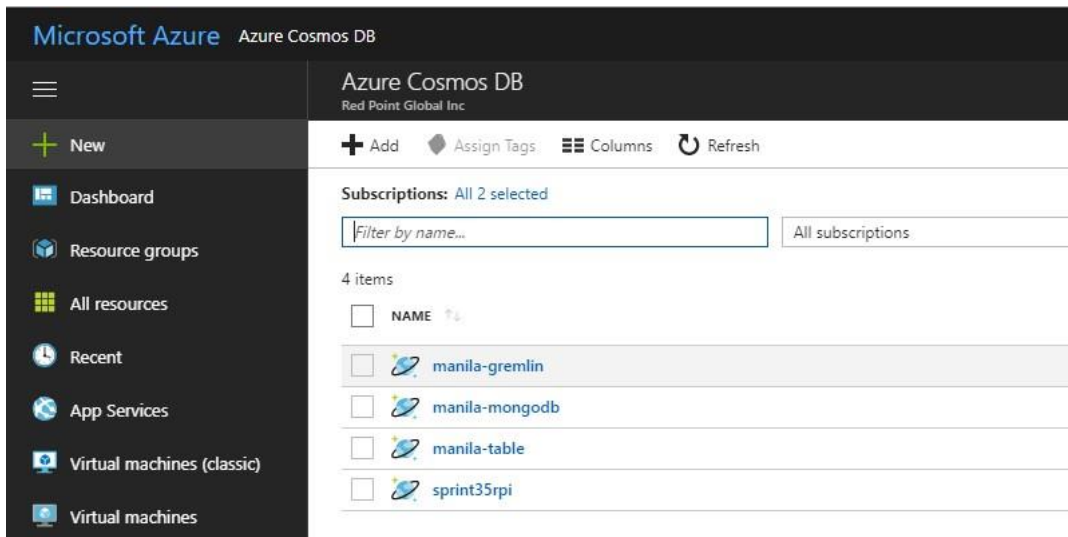 Microsoft Azure Azure Cosmos DB
Azure Cosmos DB
Red Point Global Inc
New
Dashboard
Resource groups
All resources
Recent
App Services
Virtual machines (classic)
Virtual machines
Add Assign Tags Columns Refresh
Subscriptions: All 2 selected
Filter by name... All subscriptions
4 items
NAME
manila-gremlin
manila-mongodb
manila-table
sprint35rpi